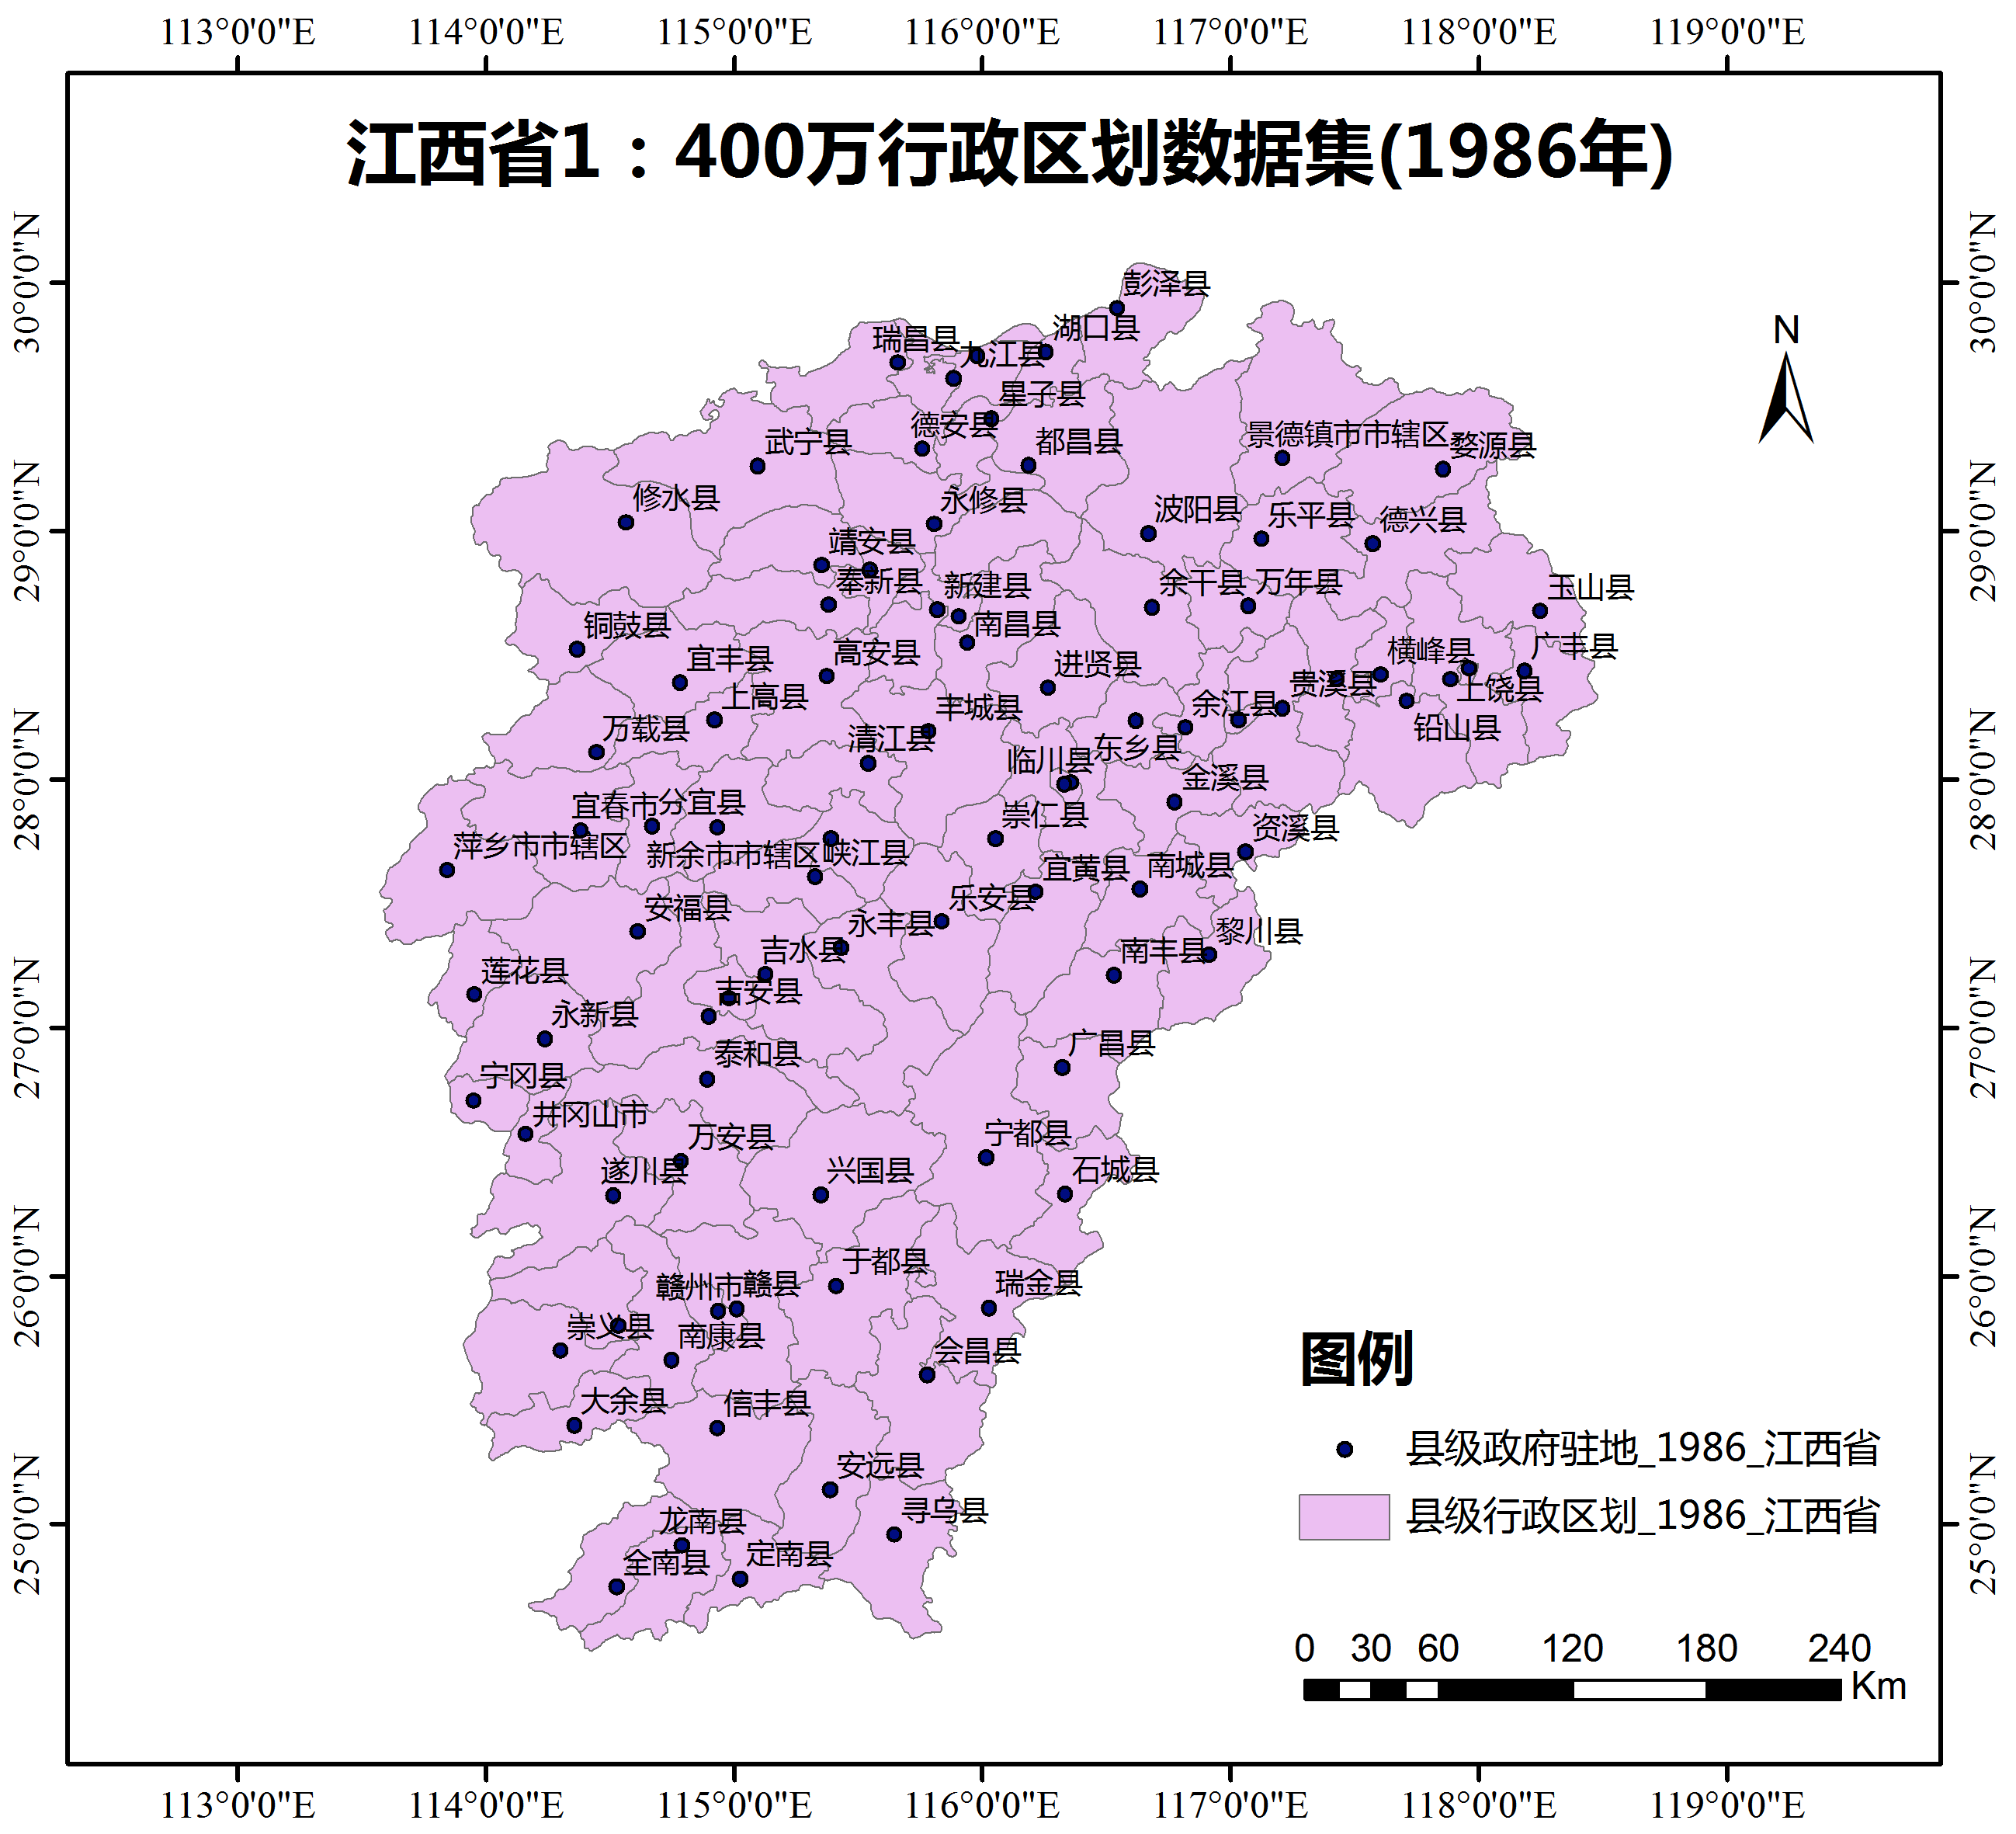 113°0'0"E 114°0'0"E 115°0'0"E 116°0'0"E 117°0'0"E 118°0'0"E 119°0'0"E
江西省1：400万行政区划数据集(1986年)
30°0'0"N
29°0'0"N
28°0'0"N
27°0'0"N
26°0'0"N
25°0'0"N
30°0'0"N
29°0'0"N
28°0'0"N
27°0'0"N
26°0'0"N
25°0'0"N
N
彭泽县
湖口县
瑞昌县
九江县
星子县
德安县
都昌县
武宁县
景德镇市市辖区
婺源县
修水县
永修县
波阳县
乐平县
德兴县
靖安县
奉新县
新建县
余干县
万年县
玉山县
铜鼓县
南昌县
广丰县
宜丰县
高安县
进贤县
横峰县
上高县
余江县
贵溪县
上饶县
万载县
丰城县
清江县
铅山县
临川县
东乡县
金溪县
宜春市
分宜县
崇仁县
资溪县
萍乡市市辖区
新余市市辖区
峡江县
宜黄县
南城县
安福县
乐安县
永丰县
黎川县
吉水县
南丰县
莲花县
吉安县
永新县
泰和县
广昌县
宁冈县
井冈山市
万安县
宁都县
遂川县
兴国县
石城县
于都县
赣州市
赣县
瑞金县
崇义县
南康县
会昌县
大余县
信丰县
安远县
寻乌县
龙南县
全南县
定南县
图例
县级政府驻地_1986_江西省
县级行政区划_1986_江西省
0 30 60 120 180 240
Km
113°0'0"E 114°0'0"E 115°0'0"E 116°0'0"E 117°0'0"E 118°0'0"E 119°0'0"E